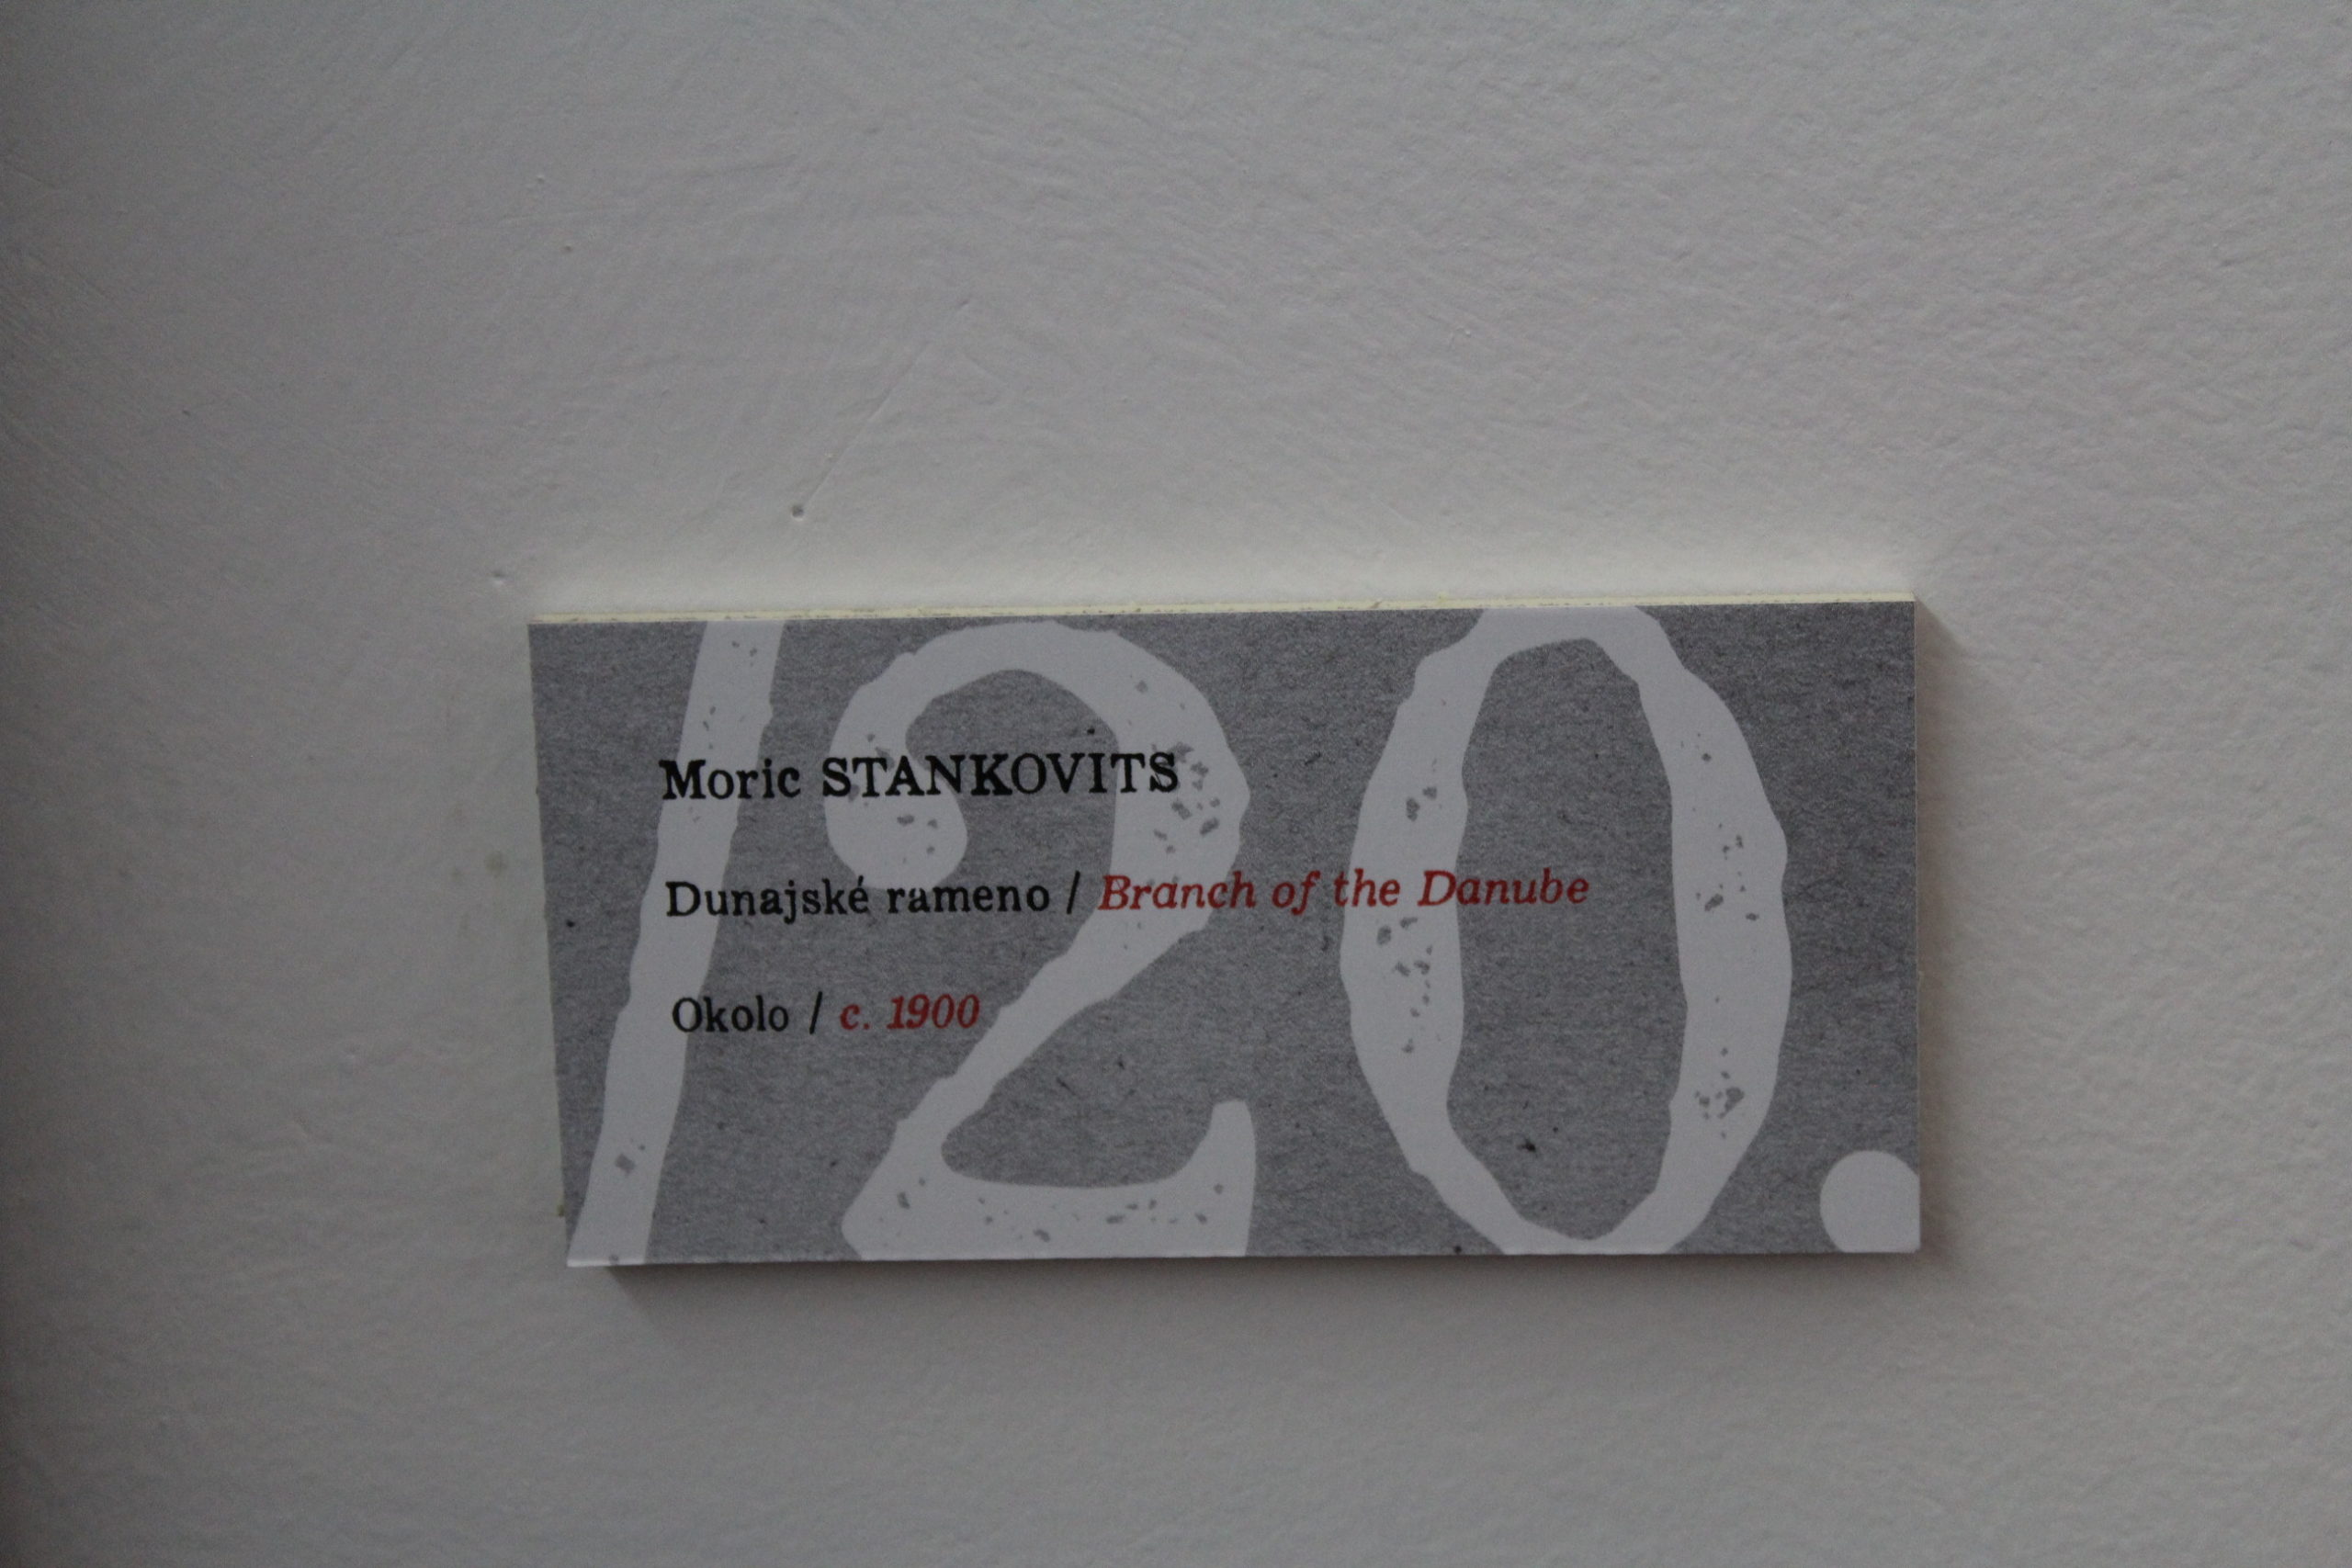 /20.
Moric STANKOVITS
Dunajské rameno / Branch of the Danube
Okolo / c. 1900